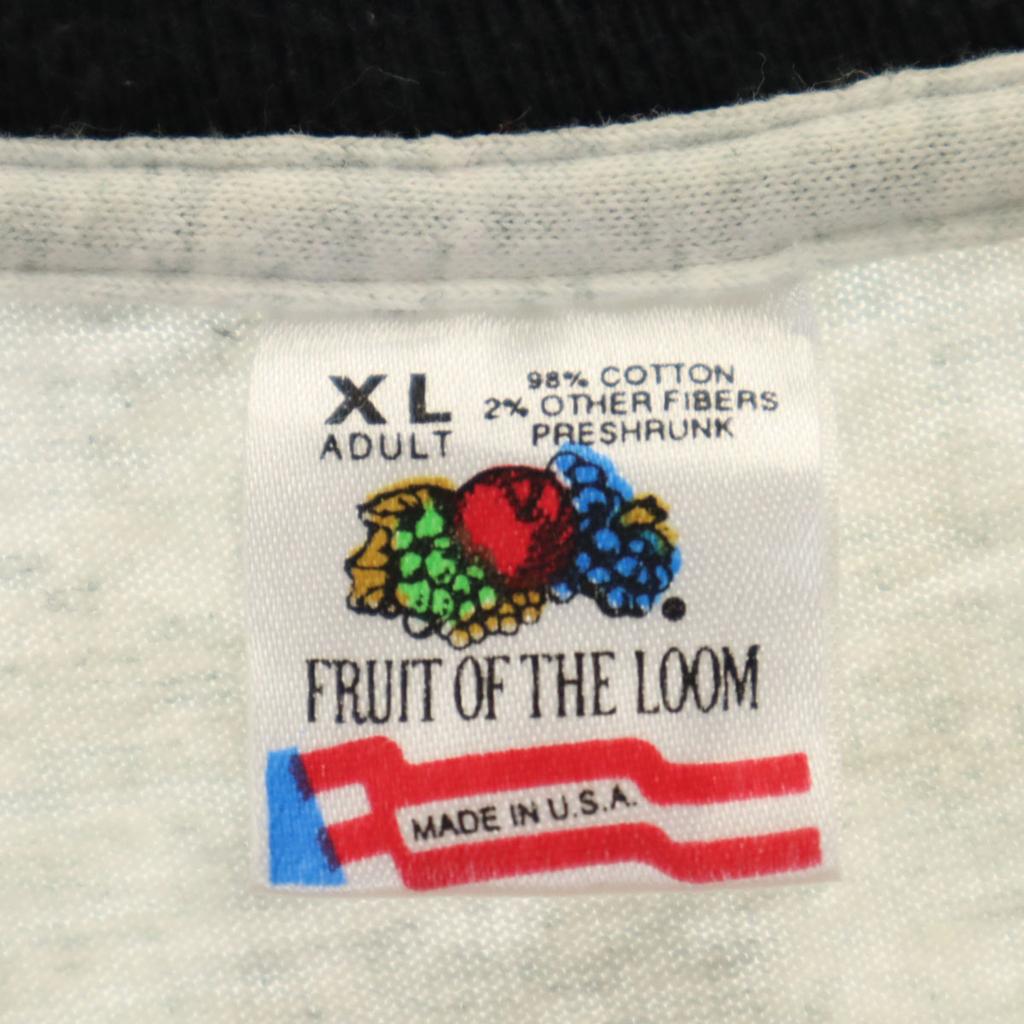 XL
ADULT
98% COTTON
2% OTHER FIBERS
PRESHRUNK
FRUIT OF THE LOOM
MADE IN U.S.A.